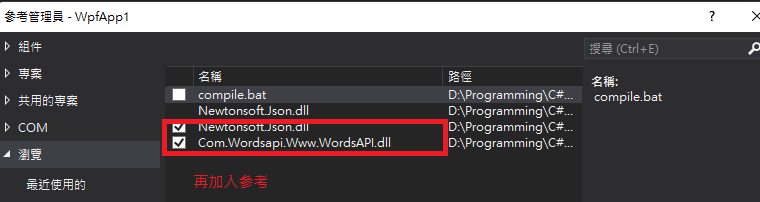 參考管理員 - WpfApp1
? ×
組件
專案
共用的專案
COM
瀏覽
最近使用的
名稱 路徑
compile.bat D:\Programming\C#...
Newtonsoft.Json.dll D:\Programming\C#...
Newtonsoft.Json.dll D:\Programming\C#...
Com.Wordsapi.Www.WordsAPI.dll D:\Programming\C#...
再加入參考
搜尋 (Ctrl+E)
名稱:
compile.bat